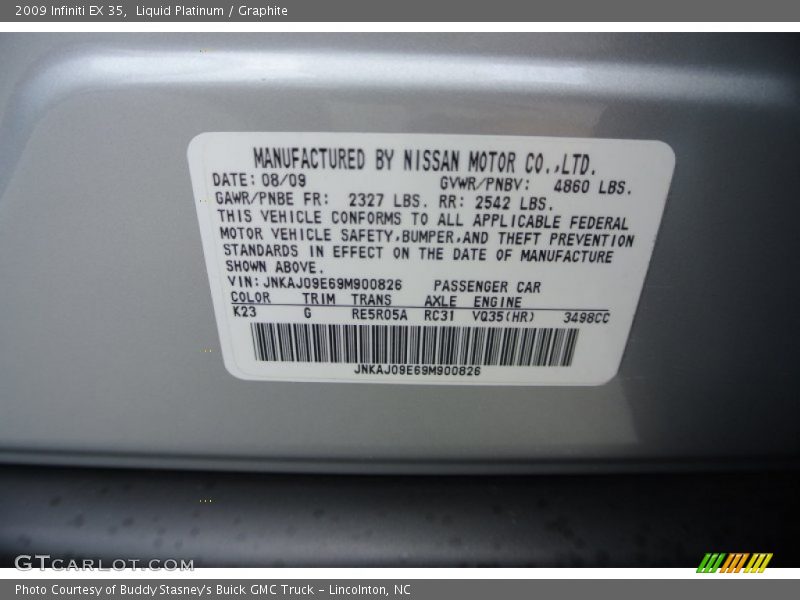 2009 Infiniti EX 35, Liquid Platinum / Graphite
MANUFACTURED BY NISSAN MOTOR CO.,LTD.
DATE: 08/09 GVWR/PNBV: 4860 LBS.
GAWR/PNBE FR: 2327 LBS. RR: 2542 LBS.
THIS VEHICLE CONFORMS TO ALL APPLICABLE FEDERAL
MOTOR VEHICLE SAFETY,BUMPER,AND THEFT PREVENTION
STANDARDS IN EFFECT ON THE DATE OF MANUFACTURE
SHOWN ABOVE.
VIN: JNKAJ09E69M900826 PASSENGER CAR
COLOR TRIM TRANS AXLE ENGINE
K23 G RE5R05A RC31 VQ35(HR) 3498CC
JNKAJ09E69M900826
GTCARLOT.COM
Photo Courtesy of Buddy Stasney's Buick GMC Truck - Lincolnton, NC